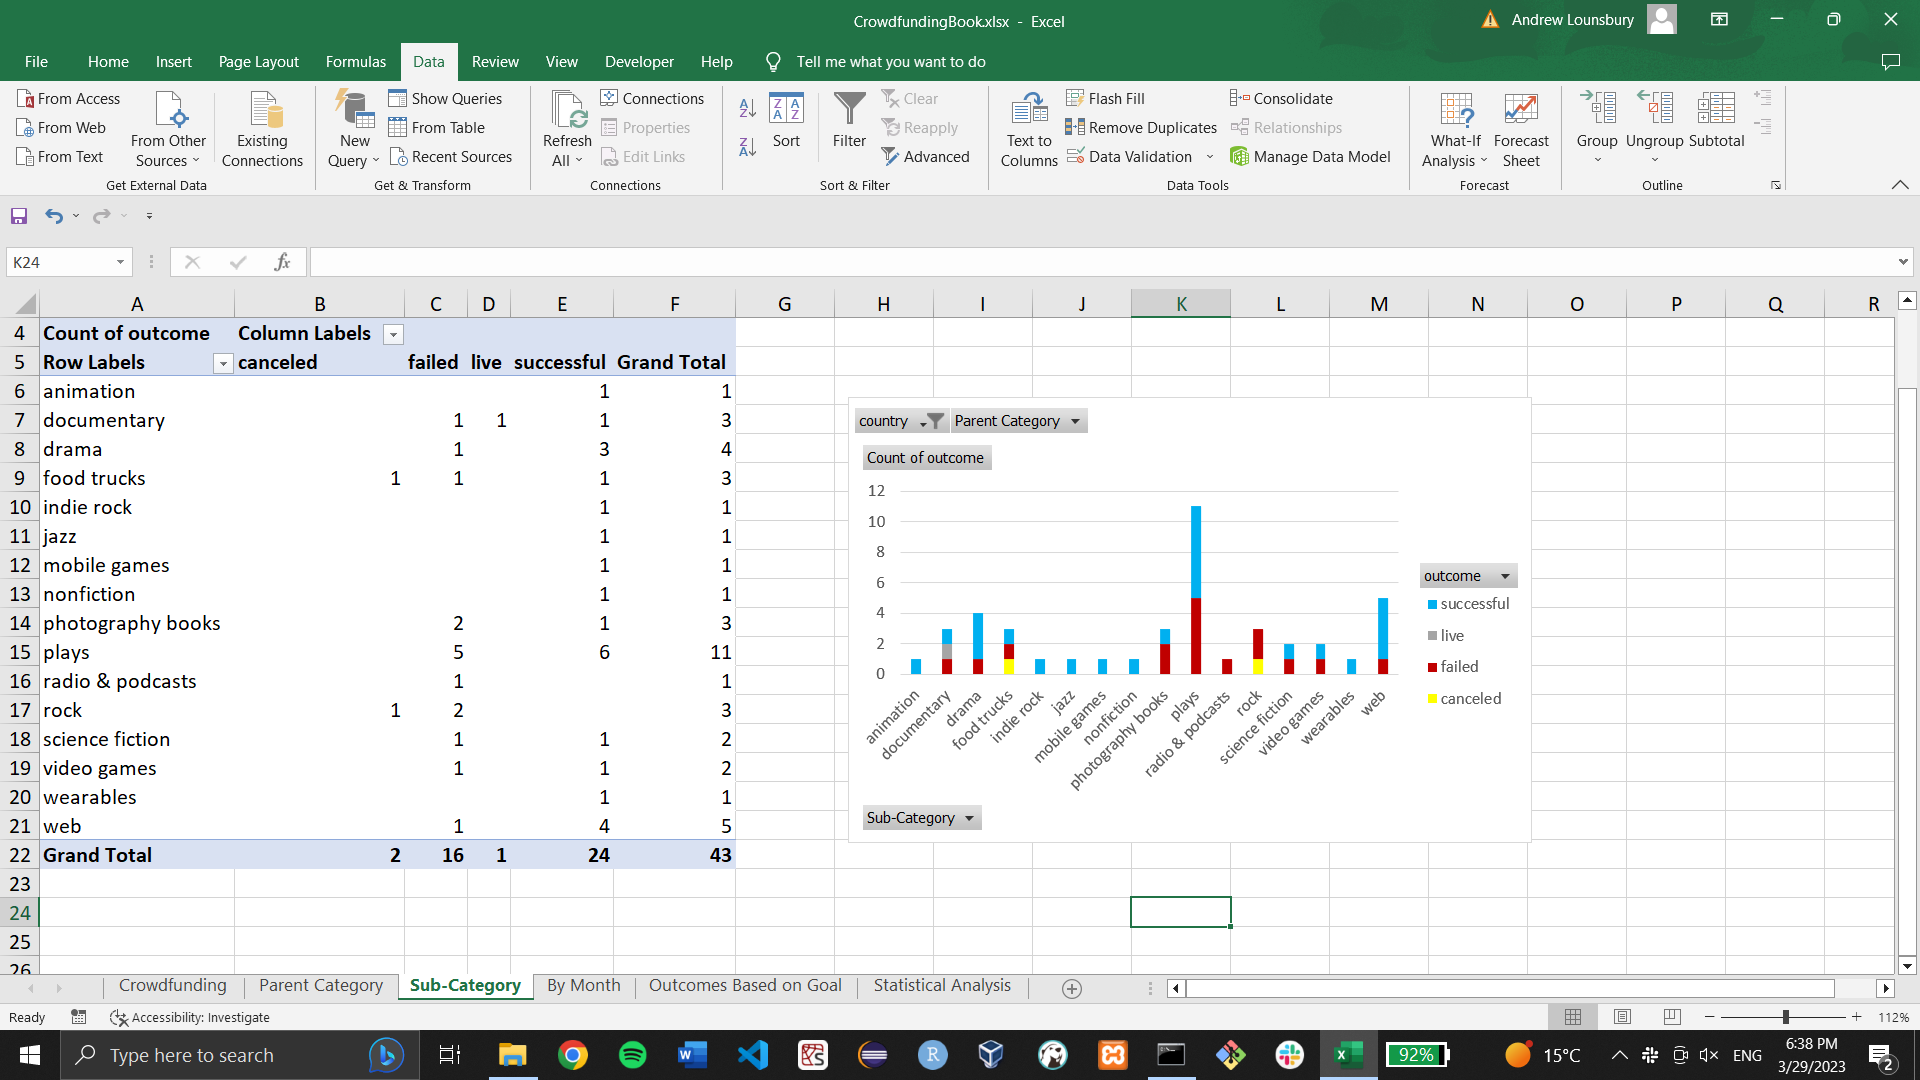 CrowdfundingBook.xlsx - Excel
Andrew Lounsbury
File Home Insert Page Layout Formulas Data Review View Developer Help Tell me what you want to do
From Access
From Web
From Text
From Other Sources
Existing Connections
Get External Data
New Query
Show Queries
From Table
Recent Sources
Get & Transform
Refresh All
Connections
Properties
Edit Links
Connections
Sort
Filter
Clear
Reapply
Advanced
Sort & Filter
Text to Columns
Flash Fill
Remove Duplicates
Data Validation
Consolidate
Relationships
Manage Data Model
Data Tools
What-If Analysis
Forecast Sheet
Forecast
Group
Ungroup
Subtotal
Outline
K24
fx
A B C D E F G H I J K L M N O P Q R
4 Count of outcome Column Labels
5 Row Labels canceled failed live successful Grand Total
6 animation 1 1
7 documentary 1 1 1 3
8 drama 1 3 4
9 food trucks 1 1 1 3
10 indie rock 1 1
11 jazz 1 1
12 mobile games 1 1
13 nonfiction 1 1
14 photography books 2 1 3
15 plays 5 6 11
16 radio & podcasts 1 1
17 rock 1 2 3
18 science fiction 1 1 2
19 video games 1 1 2
20 wearables 1 1
21 web 1 4 5
22 Grand Total 2 16 1 24 43
23
24
25
26
country Parent Category
Count of outcome
12
10
8
6
4
2
0
animation
documentary
drama
food trucks
indie rock
jazz
mobile games
nonfiction
photography books
plays
radio & podcasts
rock
science fiction
video games
wearables
web
outcome
successful
live
failed
canceled
Sub-Category
Crowdfunding Parent Category Sub-Category By Month Outcomes Based on Goal Statistical Analysis
Ready Accessibility: Investigate 112%
Type here to search
92%
15°C
ENG
6:38 PM
3/29/2023
2